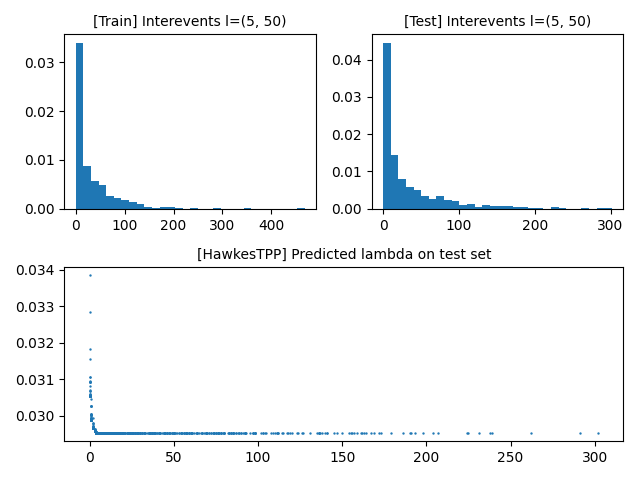 [Train] Interevents l=(5, 50)
[Test] Interevents l=(5, 50)
0.03
0.02
0.01
0.00
0 100 200 300 400
0.04
0.03
0.02
0.01
0.00
0 100 200 300
[HawkesTPP] Predicted lambda on test set
0.034
0.033
0.032
0.031
0.030
0 50 100 150 200 250 300